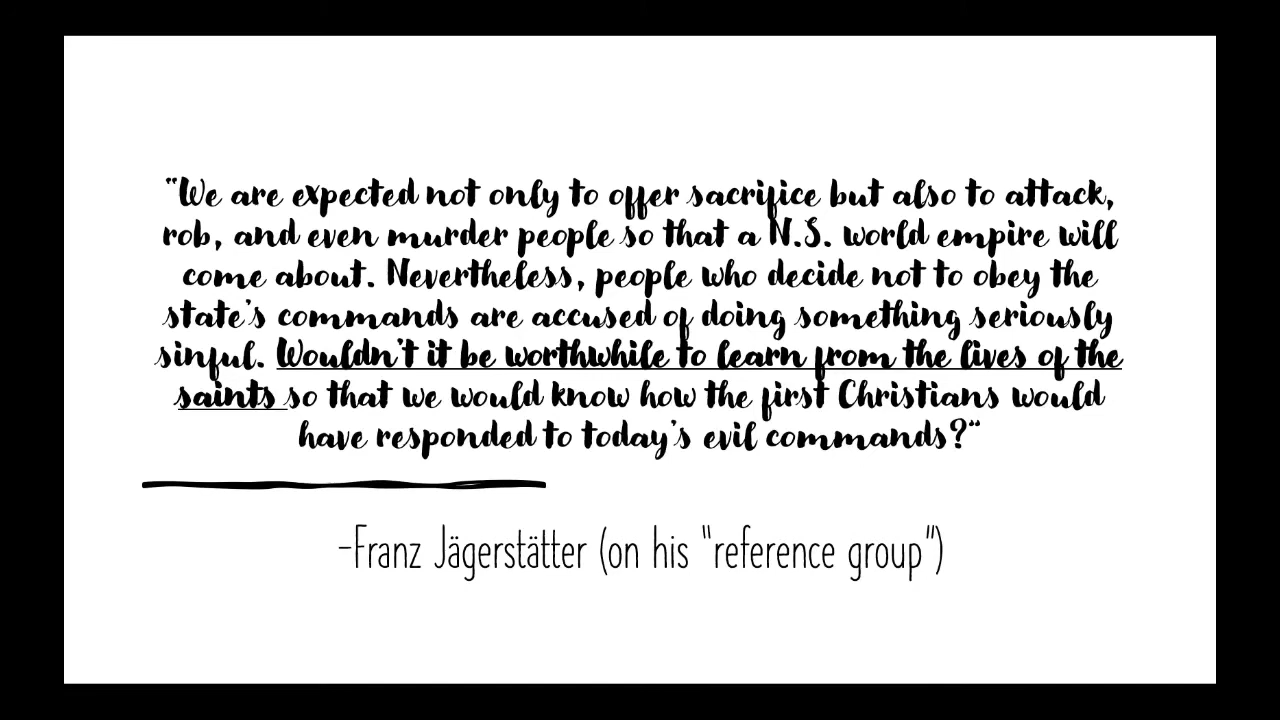 "We are expected not only to offer sacrifice but also to attack,
rob, and even murder people so that a N.S. world empire will
come about. Nevertheless, people who decide not to obey the
state's commands are accused of doing something seriously
sinful. Wouldn't it be worthwhile to learn from the lives of the
saints so that we would know how the first Christians would
have responded to today's evil commands?"
-Franz Jägerstätter (on his "reference group")